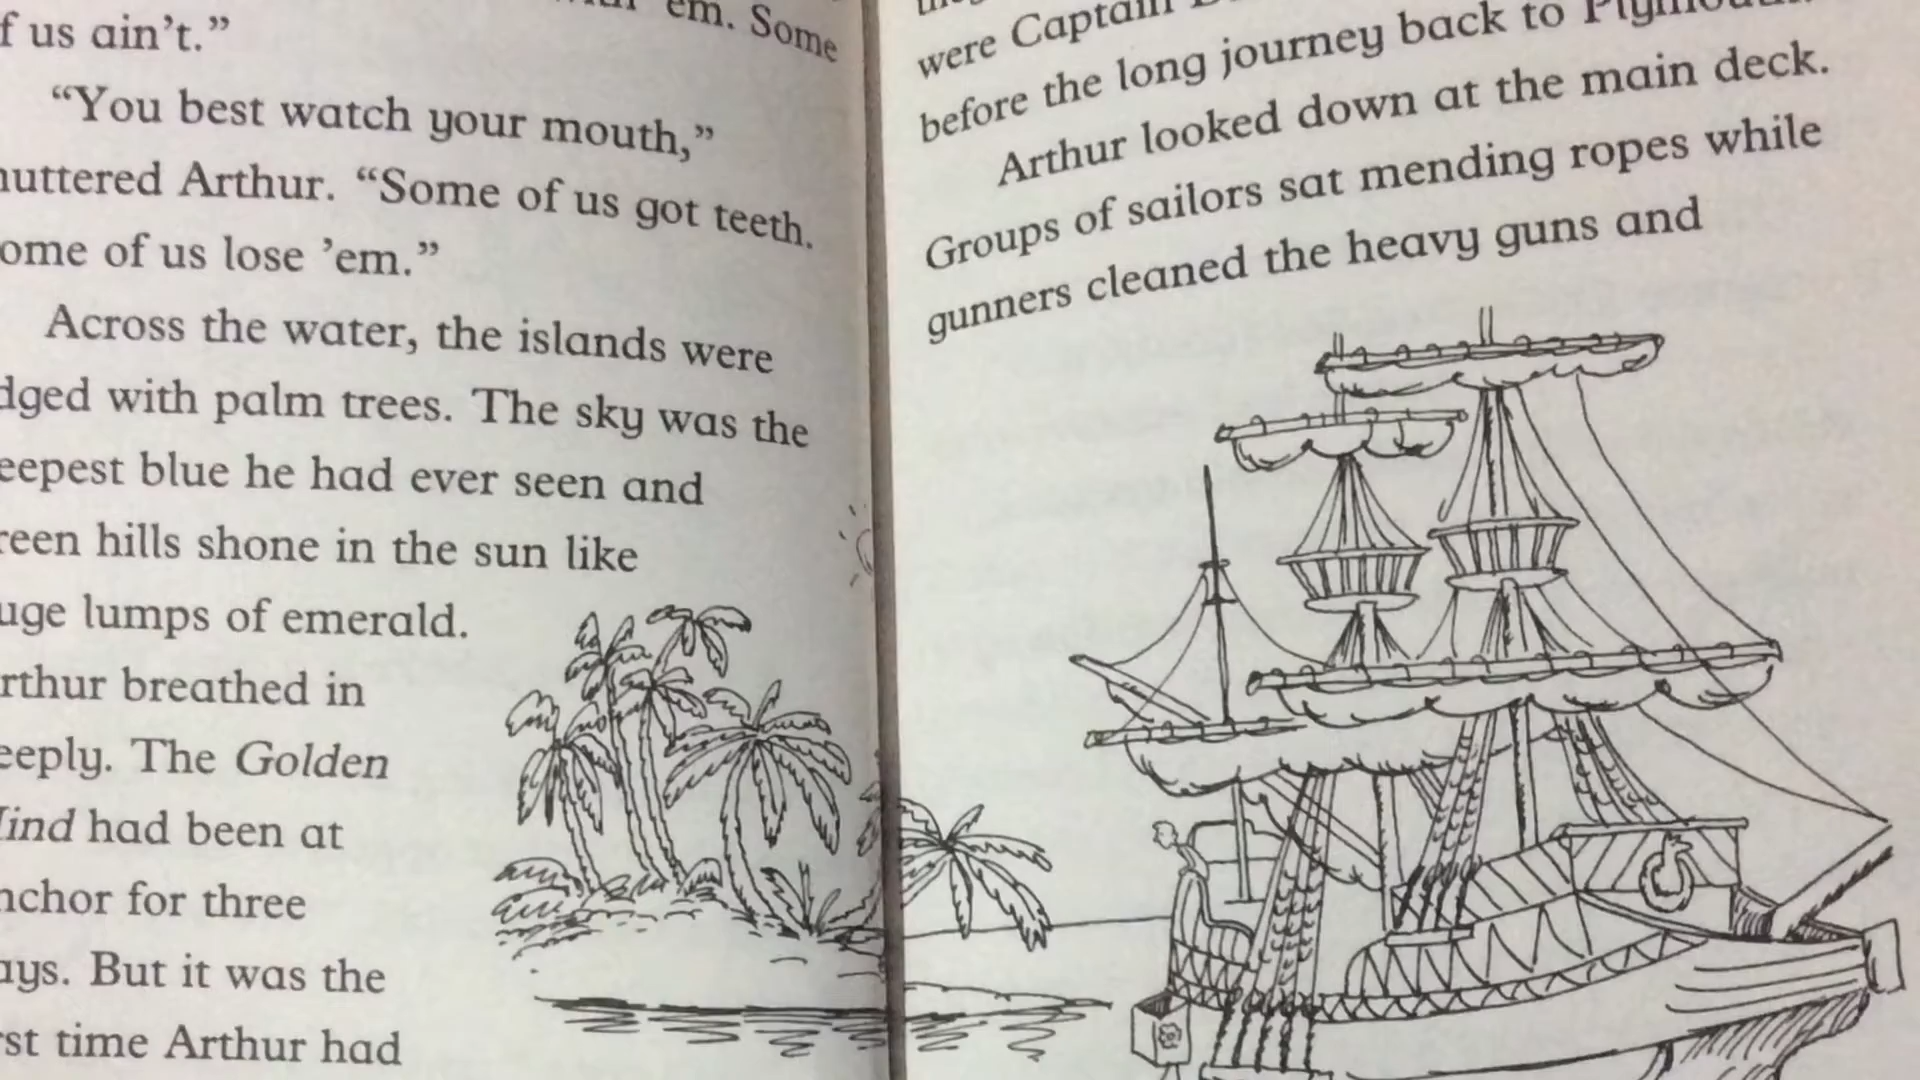 em. Some
f us ain't.”
“You best watch your mouth,”
uttered Arthur. “Some of us got teeth.
ome of us lose ’em.”
Across the water, the islands were
dged with palm trees. The sky was the
eepest blue he had ever seen and
reen hills shone in the sun like
uge lumps of emerald.
rthur breathed in
eeply. The Golden
ind had been at
nchor for three
ays. But it was the
rst time Arthur had
were Captain
before the long journey back to
Arthur looked down at the main deck.
Groups of sailors sat mending ropes while
gunners cleaned the heavy guns and